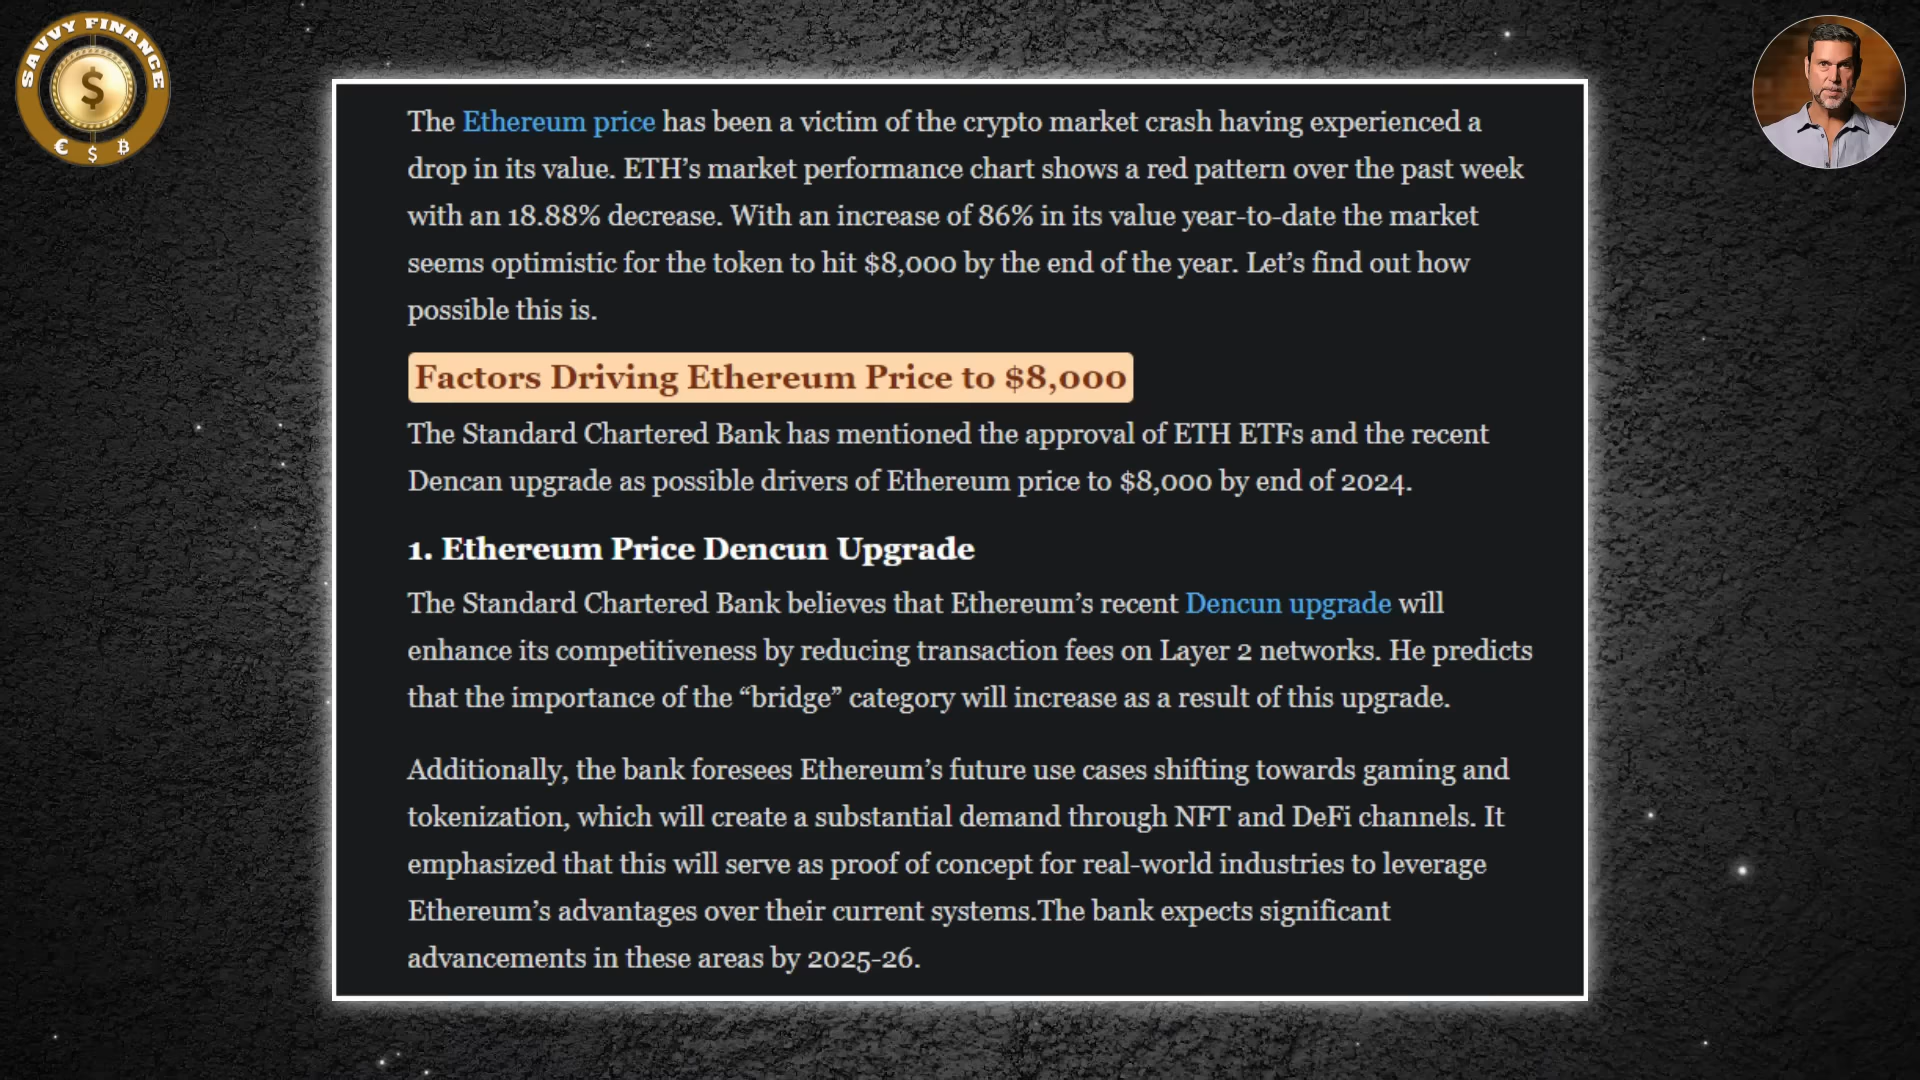 SAVVY FINANCE
$
€ $ ₿
The Ethereum price has been a victim of the crypto market crash having experienced a
drop in its value. ETH’s market performance chart shows a red pattern over the past week
with an 18.88% decrease. With an increase of 86% in its value year-to-date the market
seems optimistic for the token to hit $8,000 by the end of the year. Let’s find out how
possible this is.
Factors Driving Ethereum Price to $8,000
The Standard Chartered Bank has mentioned the approval of ETH ETFs and the recent
Dencan upgrade as possible drivers of Ethereum price to $8,000 by end of 2024.
1. Ethereum Price Dencun Upgrade
The Standard Chartered Bank believes that Ethereum’s recent Dencun upgrade will
enhance its competitiveness by reducing transaction fees on Layer 2 networks. He predicts
that the importance of the “bridge” category will increase as a result of this upgrade.
Additionally, the bank foresees Ethereum’s future use cases shifting towards gaming and
tokenization, which will create a substantial demand through NFT and DeFi channels. It
emphasized that this will serve as proof of concept for real-world industries to leverage
Ethereum’s advantages over their current systems.The bank expects significant
advancements in these areas by 2025-26.